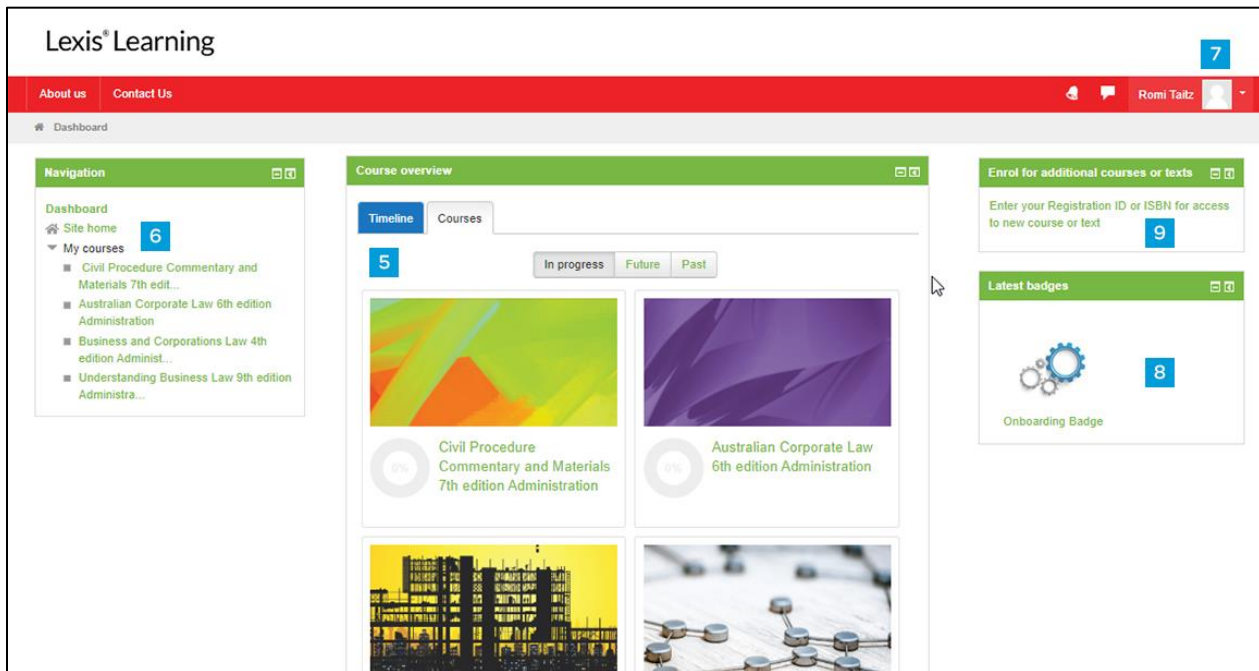 Lexis® Learning
7
About us Contact Us
Romi Taitz
Dashboard
Navigation
Dashboard
Site home
6
My courses
Civil Procedure Commentary and
Materials 7th edit...
Australian Corporate Law 6th edition
Administration
Business and Corporations Law 4th
edition Administ...
Understanding Business Law 9th edition
Administra...
Course overview
Timeline Courses
5
In progress Future Past
0%
Civil Procedure
Commentary and Materials
7th edition Administration
0%
Australian Corporate Law
6th edition Administration
Enrol for additional courses or texts
Enter your Registration ID or ISBN for access
to new course or text
9
Latest badges
8
Onboarding Badge